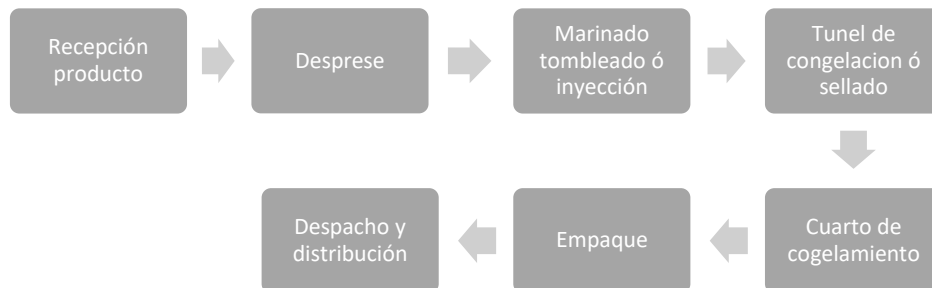 Recepción
producto
Desprese
Marinado
tombleado ó
inyección
Tunel de
congelacion ó
sellado
Cuarto de
cogelamiento
Empaque
Despacho y
distribución